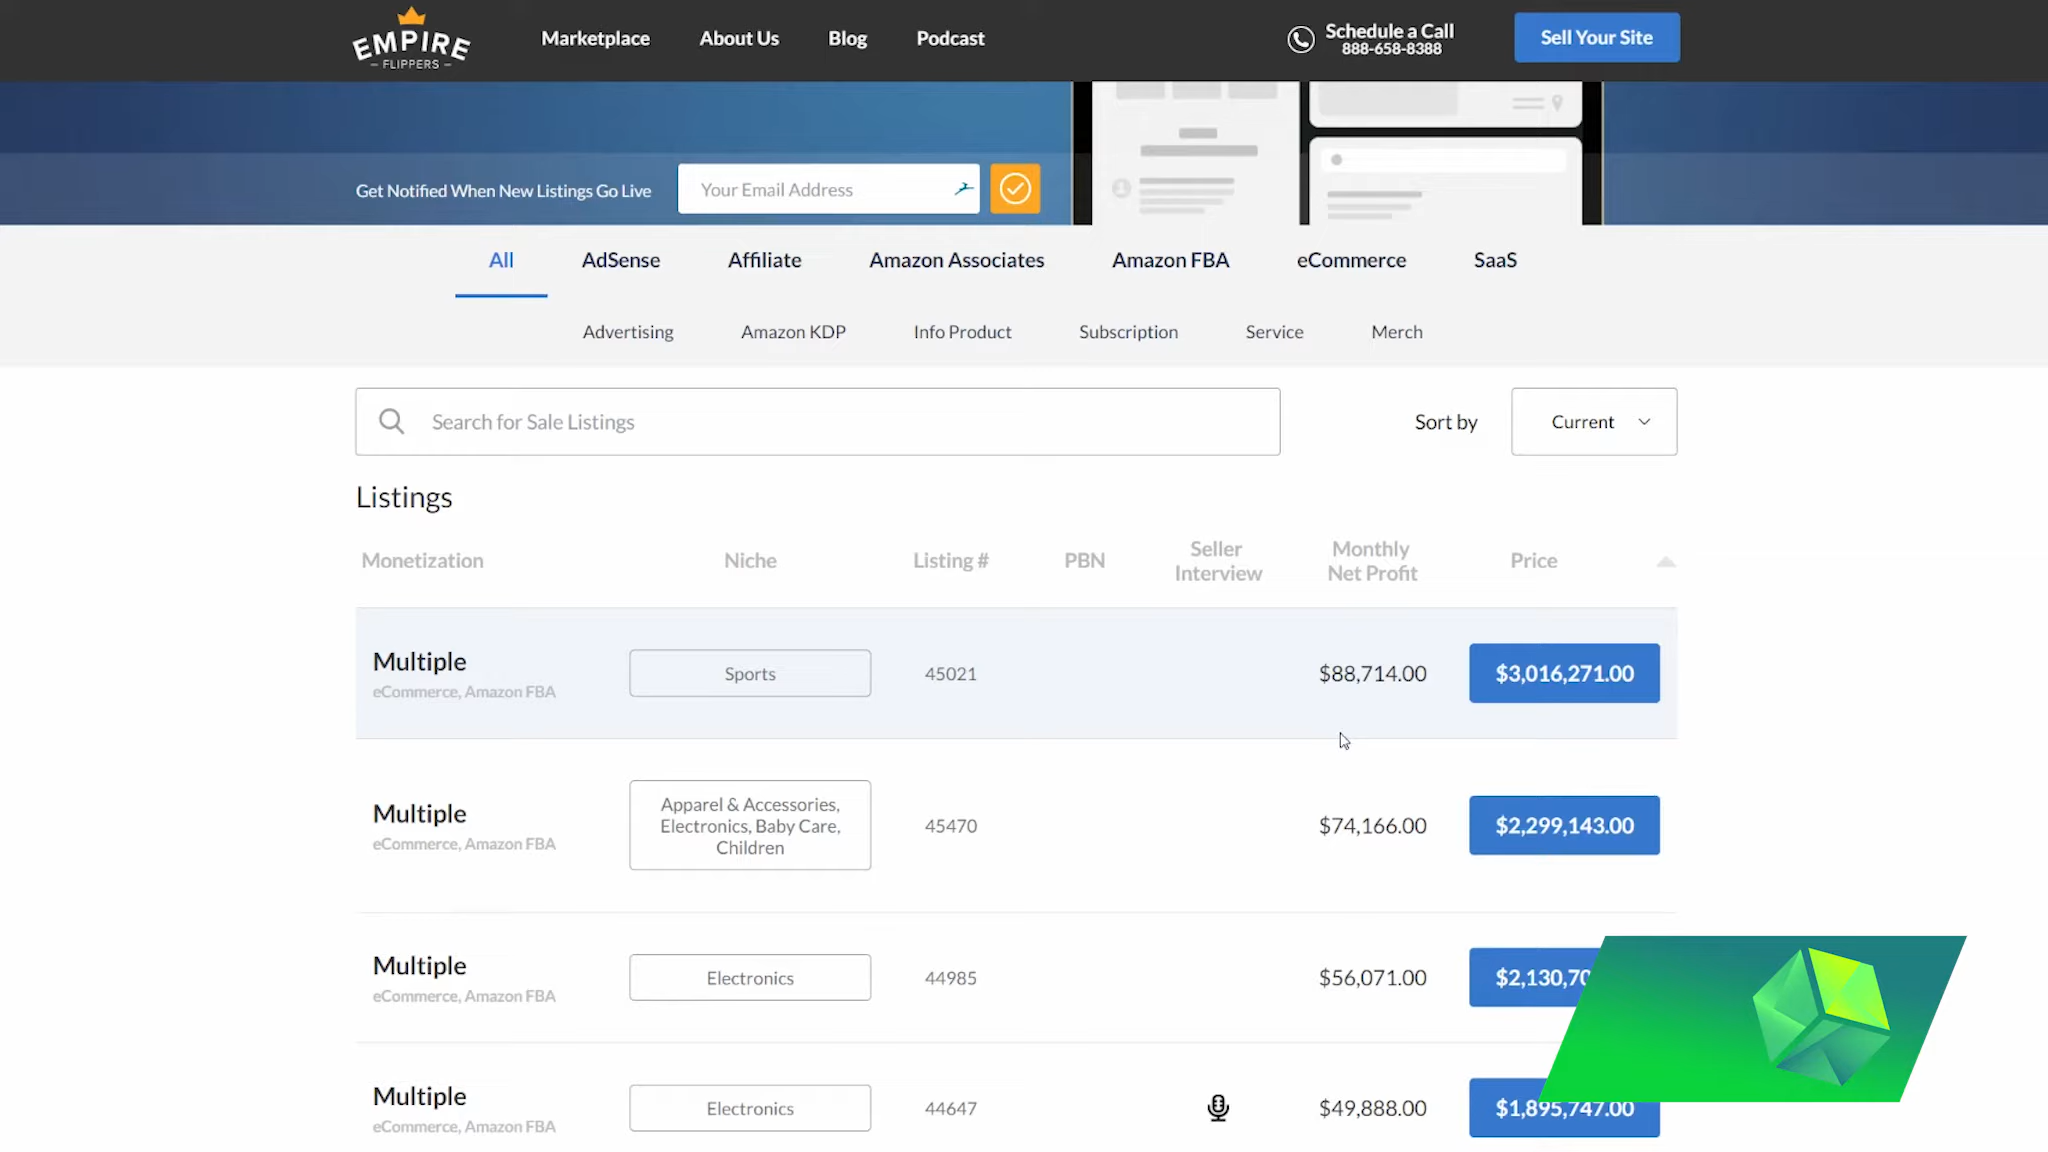 EMPIRE
FLIPPERS
Marketplace
About Us
Blog
Podcast
Schedule a Call
888-658-8388
Sell Your Site
Get Notified When New Listings Go Live
Your Email Address
All
AdSense
Affiliate
Amazon Associates
Amazon FBA
eCommerce
SaaS
Advertising
Amazon KDP
Info Product
Subscription
Service
Merch
Search for Sale Listings
Sort by
Current
Listings
Monetization
Niche
Listing #
PBN
Seller
Interview
Monthly
Net Profit
Price
Multiple
eCommerce, Amazon FBA
Sports
45021
$88,714.00
$3,016,271.00
Multiple
eCommerce, Amazon FBA
Apparel & Accessories,
Electronics, Baby Care,
Children
45470
$74,166.00
$2,299,143.00
Multiple
eCommerce, Amazon FBA
Electronics
44985
$56,071.00
Multiple
eCommerce, Amazon FBA
Electronics
44647
$49,888.00
$1,895,747.00